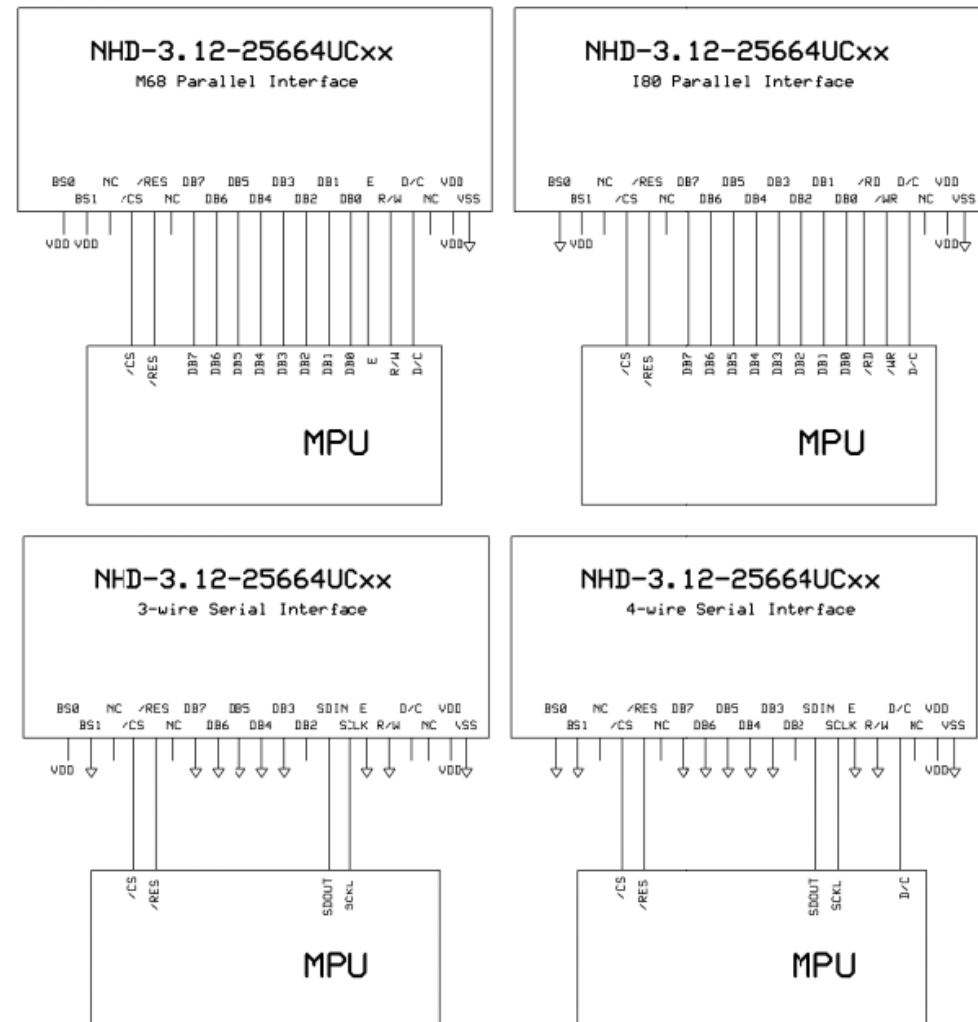 NHD-3.12-25664UCxx
M68 Parallel Interface
BS0 NC /RES DB7 DB5 DB3 DB1 E D/C VDD
BS1 /CS NC DB6 DB4 DB2 DB0 R/W NC VSS
VDD VDD VDD
/CS /RES DB7 DB6 DB5 DB4 DB3 DB2 DB1 DB0 E R/W D/C
MPU
NHD-3.12-25664UCxx
I80 Parallel Interface
BS0 NC /RES DB7 DB5 DB3 DB1 /RD D/C VDD
BS1 /CS NC DB6 DB4 DB2 DB0 /WR NC VSS
VDD VDD
/CS /RES DB7 DB6 DB5 DB4 DB3 DB2 DB1 DB0 /RD /WR D/C
MPU
NHD-3.12-25664UCxx
3-wire Serial Interface
BS0 NC /RES DB7 DB5 DB3 SDIN E D/C VDD
BS1 /CS NC DB6 DB4 DB2 SCLK R/W NC VSS
VDD VDD
/CS /RES SDOUT SCKL
MPU
NHD-3.12-25664UCxx
4-wire Serial Interface
BS0 NC /RES DB7 DB5 DB3 SDIN E D/C VDD
BS1 /CS NC DB6 DB4 DB2 SCLK R/W NC VSS
VDD
/CS /RES SDOUT SCKL D/C
MPU